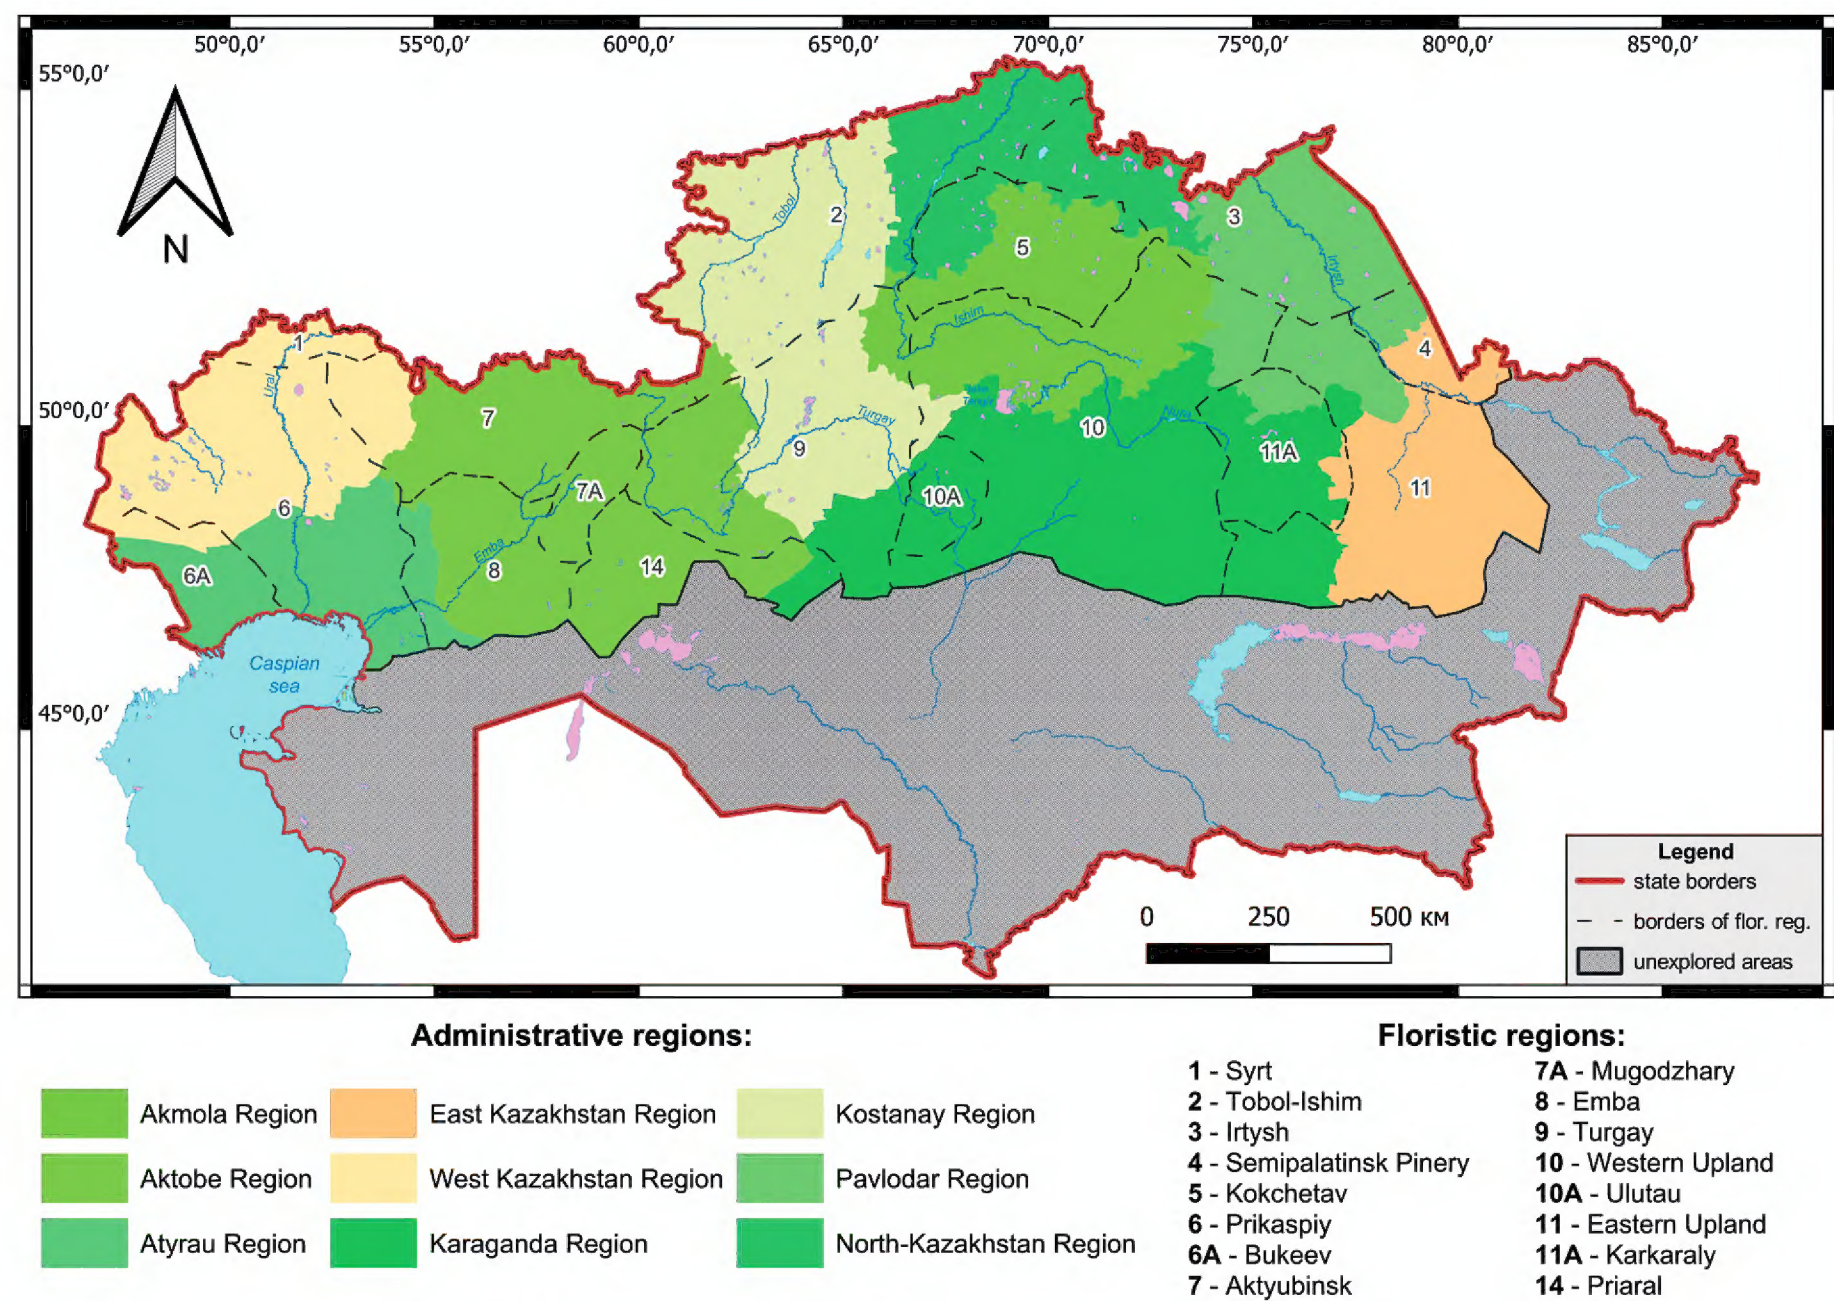 50°0,0′ 55°0,0′ 60°0,0′ 65°0,0′ 70°0,0′ 75°0,0′ 80°0,0′ 85°0,0′
55°0,0′
N
Tobol
2
3
5
Irtysh
1
Ishim
4
Ural
50°0,0′
7
Turgay
Nura
9
10
11A
7A
10A
11
6
Emba
8
14
6A
Caspian
sea
45°0,0′
0 250 500 км
Legend
state borders
borders of flor. reg.
unexplored areas
Administrative regions:
Akmola Region
East Kazakhstan Region
Kostanay Region
Aktobe Region
West Kazakhstan Region
Pavlodar Region
Atyrau Region
Karaganda Region
North-Kazakhstan Region
Floristic regions:
1 - Syrt
2 - Tobol-Ishim
3 - Irtysh
4 - Semipalatinsk Pinery
5 - Kokchetav
6 - Prikaspiy
6A - Bukeev
7 - Aktyubinsk
7A - Mugodzhary
8 - Emba
9 - Turgay
10 - Western Upland
10A - Ulutau
11 - Eastern Upland
11A - Karkaraly
14 - Priaral